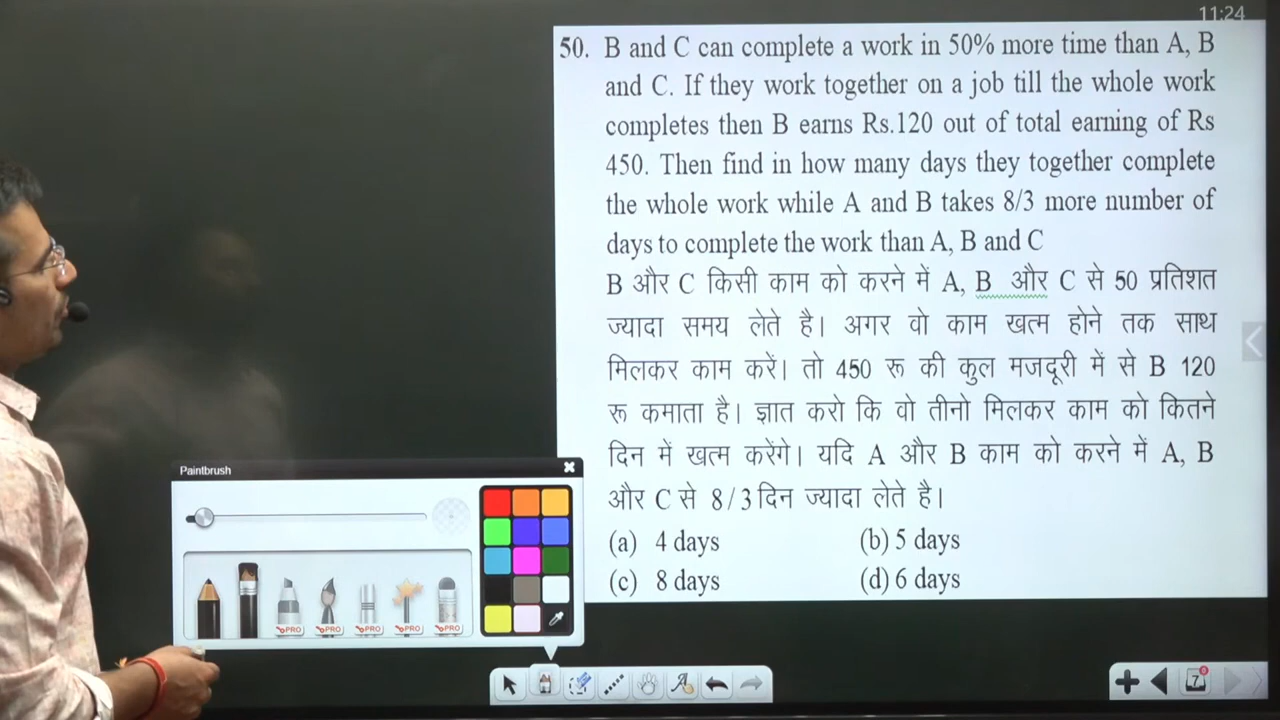 11:24
50. B and C can complete a work in 50% more time than A, B
and C. If they work together on a job till the whole work
completes then B earns Rs.120 out of total earning of Rs
450. Then find in how many days they together complete
the whole work while A and B takes 8/3 more number of
days to complete the work than A, B and C
B और C किसी काम को करने में A, B और C से 50 प्रतिशत
ज्यादा समय लेते है। अगर वो काम खत्म होने तक साथ
मिलकर काम करें। तो 450 रू की कुल मजदूरी में से B 120
रू कमाता है। ज्ञात करो कि वो तीनो मिलकर काम को कितने
दिन में खत्म करेंगे। यदि A और B काम को करने में A, B
और C से 8/3 दिन ज्यादा लेते है।
(a) 4 days (b) 5 days
(c) 8 days (d) 6 days
Paintbrush
PRO PRO PRO PRO PRO
7